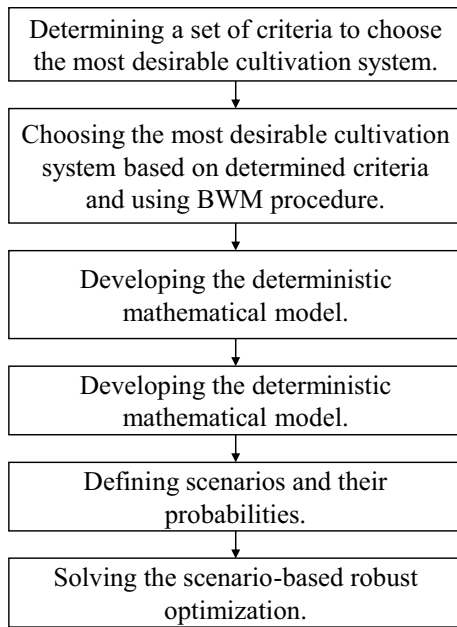 Determining a set of criteria to choose
the most desirable cultivation system.
Choosing the most desirable cultivation
system based on determined criteria
and using BWM procedure.
Developing the deterministic
mathematical model.
Developing the deterministic
mathematical model.
Defining scenarios and their
probabilities.
Solving the scenario-based robust
optimization.